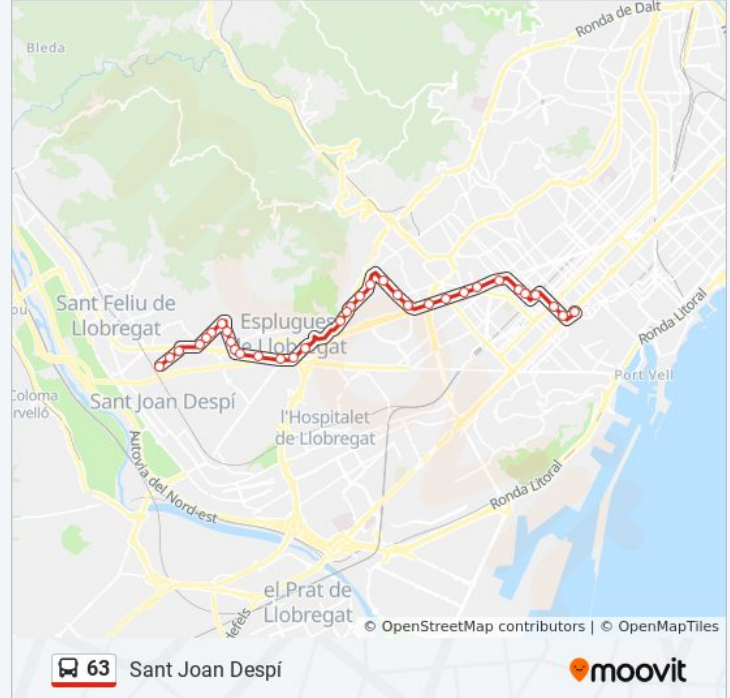 Ronda de Dalt
Bleda
Sant Feliu de
Llobregat
Esplugues
de Llobregat
Ronda Litoral
Port Vell
Coloma
rvelló
Sant Joan Despí
l'Hospitalet
de Llobregat
Autovia del Nord-est
Ronda Litoral
el Prat de
Llobregat
defels
© OpenStreetMap contributors | © OpenMapTiles
63 Sant Joan Despí
moovit